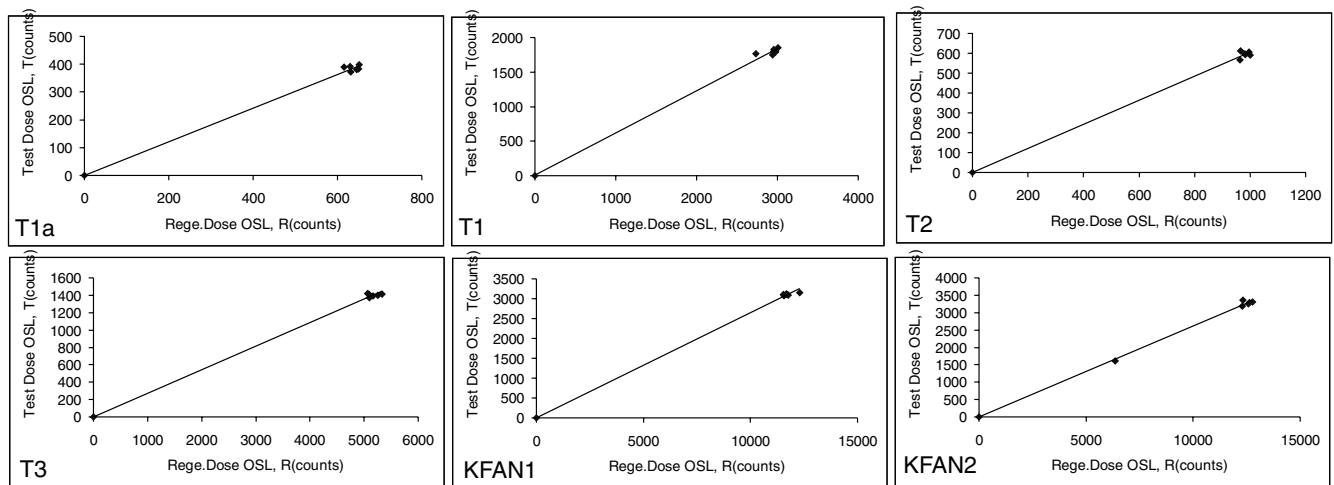 Test Dose OSL, T(counts)
500
400
300
200
100
0
0 200 400 600 800
Rege.Dose OSL, R(counts)
T1a
Test Dose OSL, T(counts)
2000
1500
1000
500
0
0 1000 2000 3000 4000
Rege.Dose OSL, R(counts)
T1
Test Dose OSL, T(counts)
700
600
500
400
300
200
100
0
0 200 400 600 800 1000 1200
Rege.Dose OSL, R(counts)
T2
Test Dose OSL, T(counts)
1600
1400
1200
1000
800
600
400
200
0
0 1000 2000 3000 4000 5000 6000
Rege.Dose OSL, R(counts)
T3
Test Dose OSL, T(counts)
3500
3000
2500
2000
1500
1000
500
0
0 5000 10000 15000
Rege.Dose OSL, R(counts)
KFAN1
Test Dose OSL, T(counts)
4000
3500
3000
2500
2000
1500
1000
500
0
0 5000 10000 15000
Rege.Dose OSL, R(counts)
KFAN2